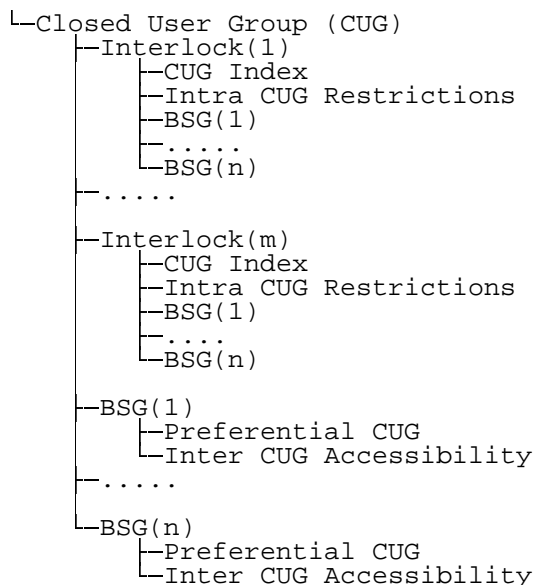 Closed User Group (CUG)
Interlock(1)
CUG Index
Intra CUG Restrictions
BSG(1)
.....
BSG(n)
.....
Interlock(m)
CUG Index
Intra CUG Restrictions
BSG(1)
....
BSG(n)
BSG(1)
Preferential CUG
Inter CUG Accessibility
.....
BSG(n)
Preferential CUG
Inter CUG Accessibility